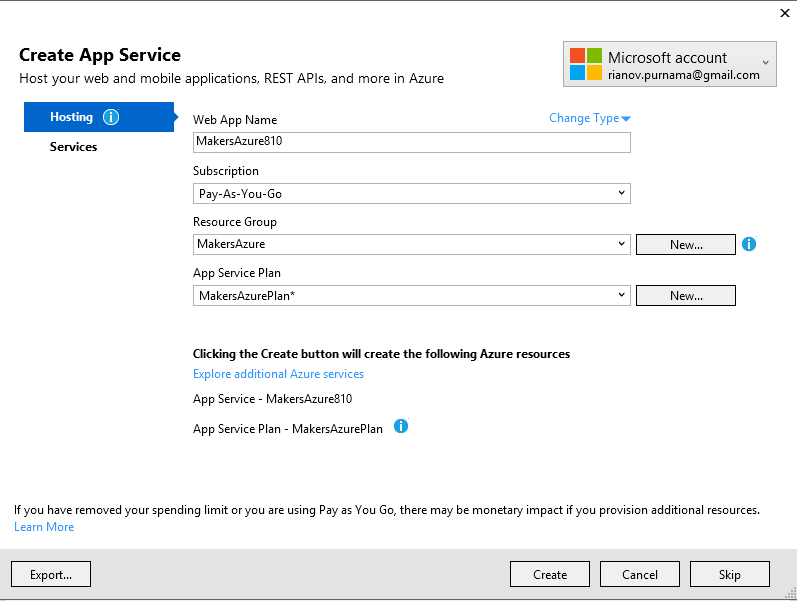 Create App Service
Host your web and mobile applications, REST APIs, and more in Azure
Microsoft account
rianov.purnama@gmail.com
Hosting
Services
Web App Name
Change Type
MakersAzure810
Subscription
Pay-As-You-Go
Resource Group
MakersAzure
New...
App Service Plan
MakersAzurePlan*
New...
Clicking the Create button will create the following Azure resources
Explore additional Azure services
App Service - MakersAzure810
App Service Plan - MakersAzurePlan
If you have removed your spending limit or you are using Pay as You Go, there may be monetary impact if you provision additional resources.
Learn More
Export...
Create
Cancel
Skip